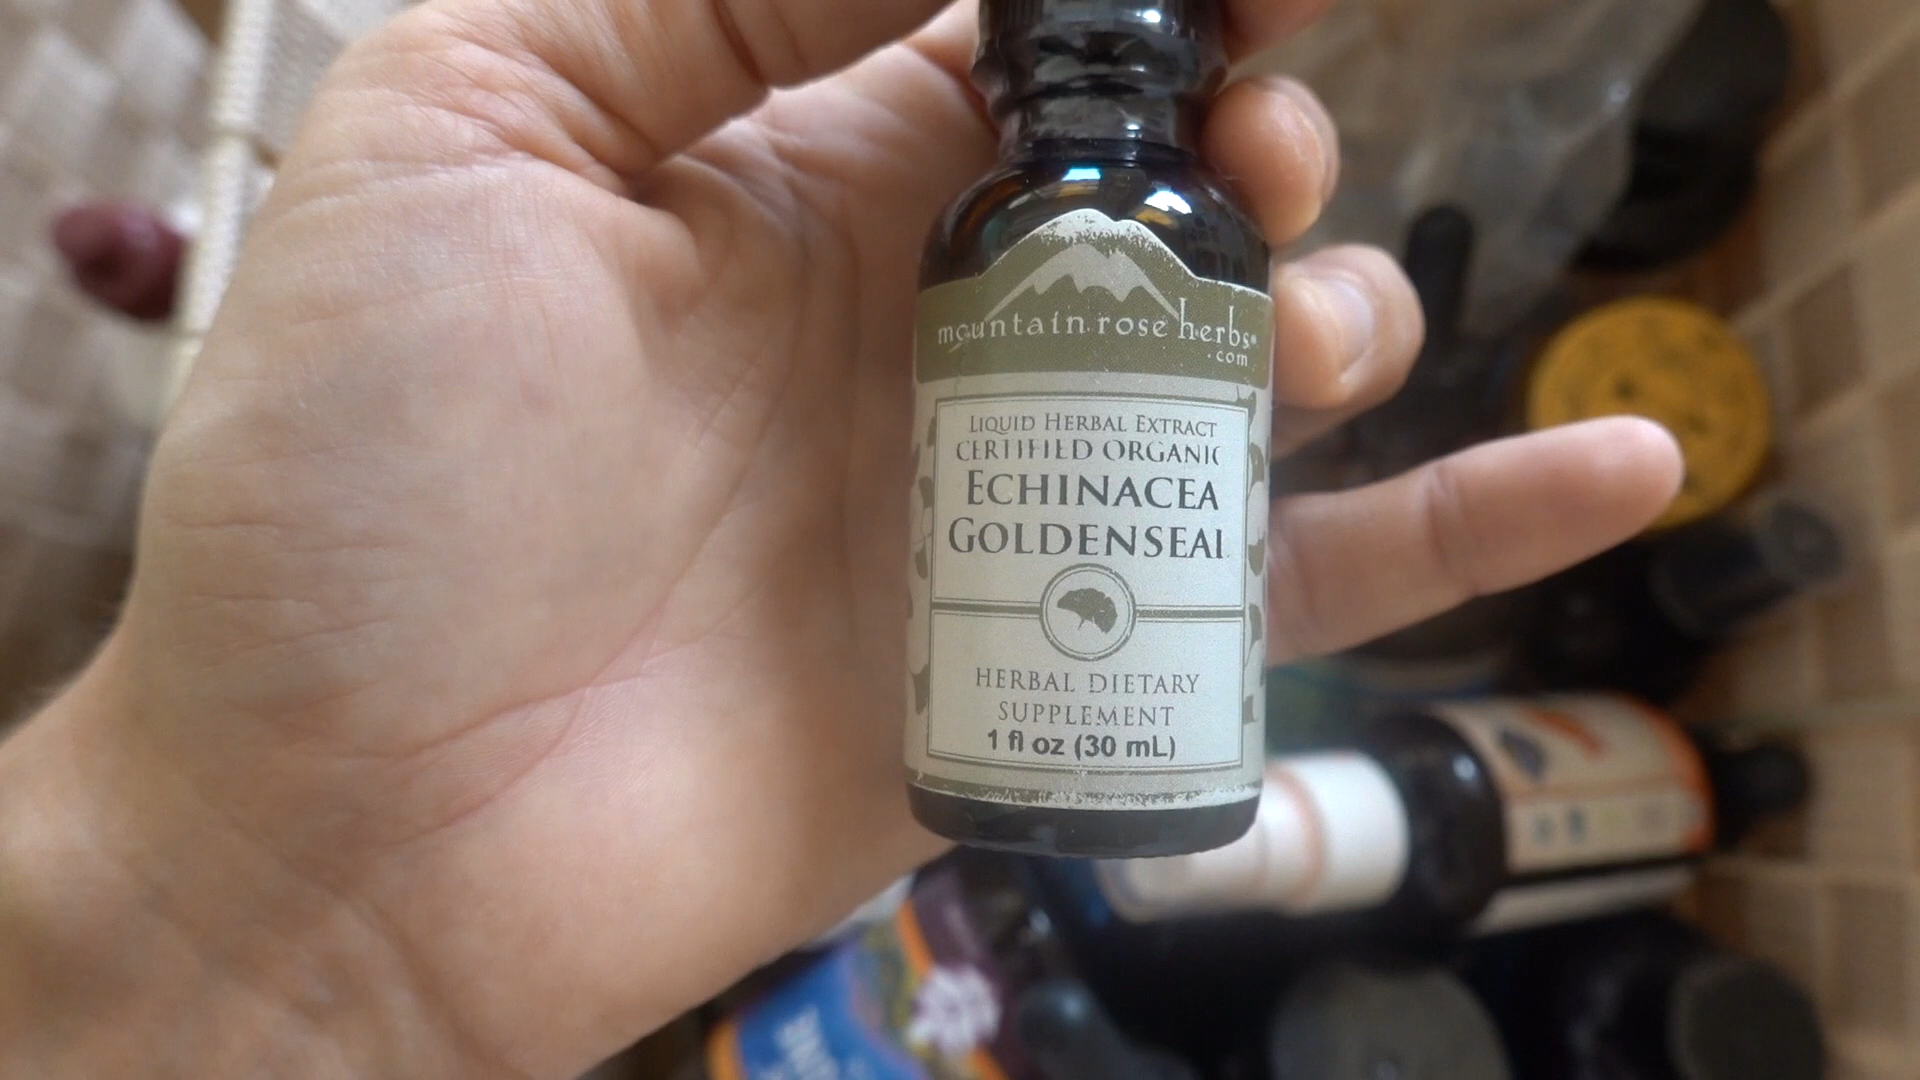 mountain rose herbs
.com
LIQUID HERBAL EXTRACT
CERTIFIED ORGANIC
ECHINACEA
GOLDENSEAL
HERBAL DIETARY
SUPPLEMENT
1 fl oz (30 mL)